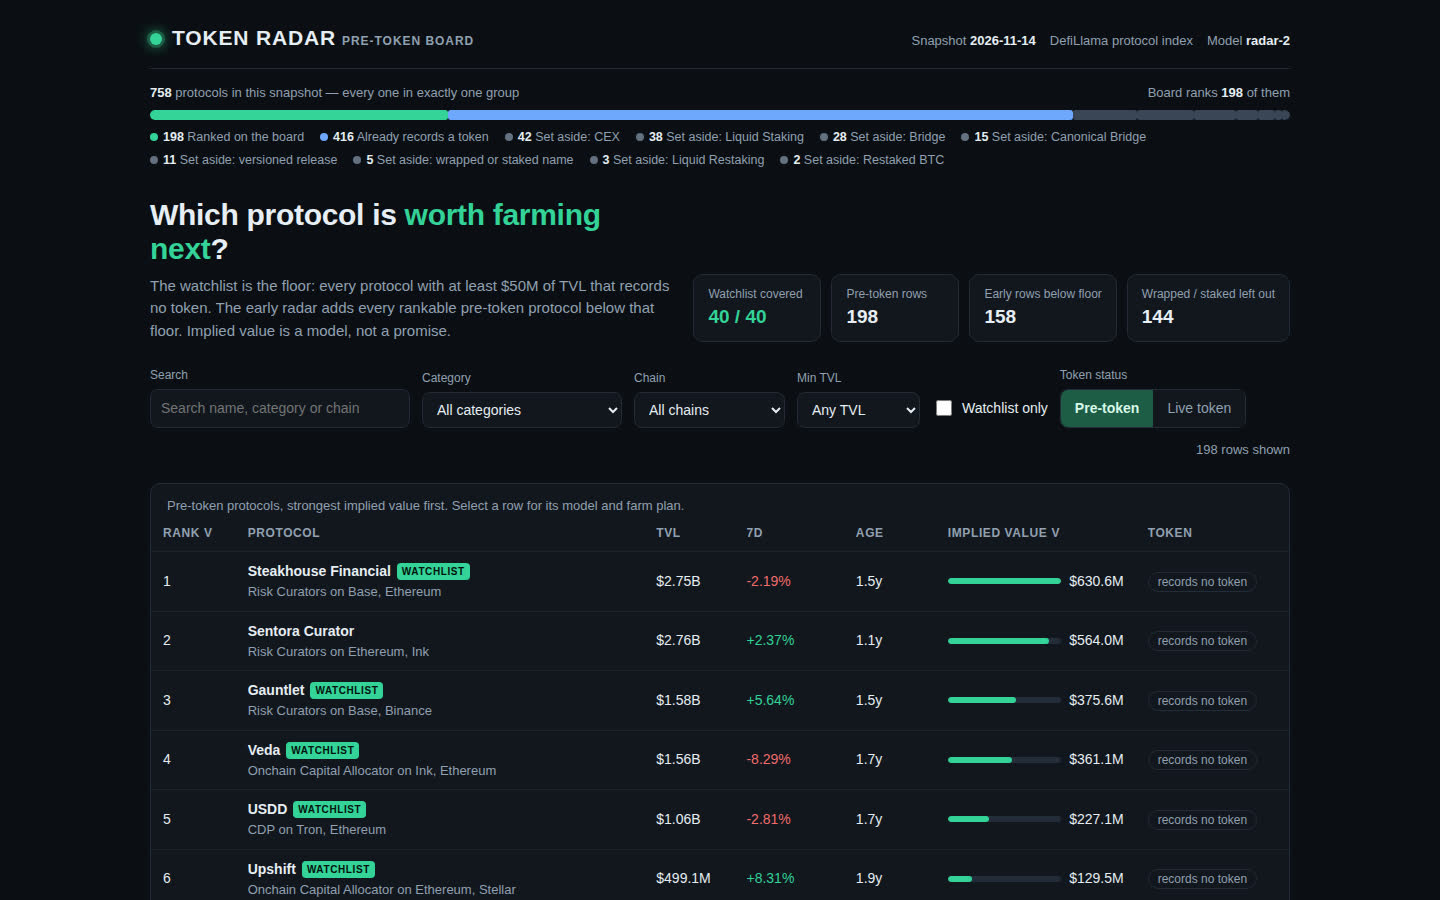 TOKEN RADAR PRE-TOKEN BOARD
Snapshot 2026-11-14 DefiLlama protocol index Model radar-2
758 protocols in this snapshot — every one in exactly one group
Board ranks 198 of them
198 Ranked on the board 416 Already records a token 42 Set aside: CEX 38 Set aside: Liquid Staking 28 Set aside: Bridge 15 Set aside: Canonical Bridge
11 Set aside: versioned release 5 Set aside: wrapped or staked name 3 Set aside: Liquid Restaking 2 Set aside: Restaked BTC
Which protocol is worth farming
next?
The watchlist is the floor: every protocol with at least $50M of TVL that records
no token. The early radar adds every rankable pre-token protocol below that
floor. Implied value is a model, not a promise.
Watchlist covered
40 / 40
Pre-token rows
198
Early rows below floor
158
Wrapped / staked left out
144
Search
Search name, category or chain
Category
All categories
Chain
All chains
Min TVL
Any TVL
Watchlist only
Token status
Pre-token Live token
198 rows shown
Pre-token protocols, strongest implied value first. Select a row for its model and farm plan.
RANK V PROTOCOL TVL 7D AGE IMPLIED VALUE V TOKEN
1 Steakhouse Financial WATCHLIST $2.75B -2.19% 1.5y $630.6M records no token
Risk Curators on Base, Ethereum
2 Sentora Curator $2.76B +2.37% 1.1y $564.0M records no token
Risk Curators on Ethereum, Ink
3 Gauntlet WATCHLIST $1.58B +5.64% 1.5y $375.6M records no token
Risk Curators on Base, Binance
4 Veda WATCHLIST $1.56B -8.29% 1.7y $361.1M records no token
Onchain Capital Allocator on Ink, Ethereum
5 USDD WATCHLIST $1.06B -2.81% 1.7y $227.1M records no token
CDP on Tron, Ethereum
6 Upshift WATCHLIST $499.1M +8.31% 1.9y $129.5M records no token
Onchain Capital Allocator on Ethereum, Stellar